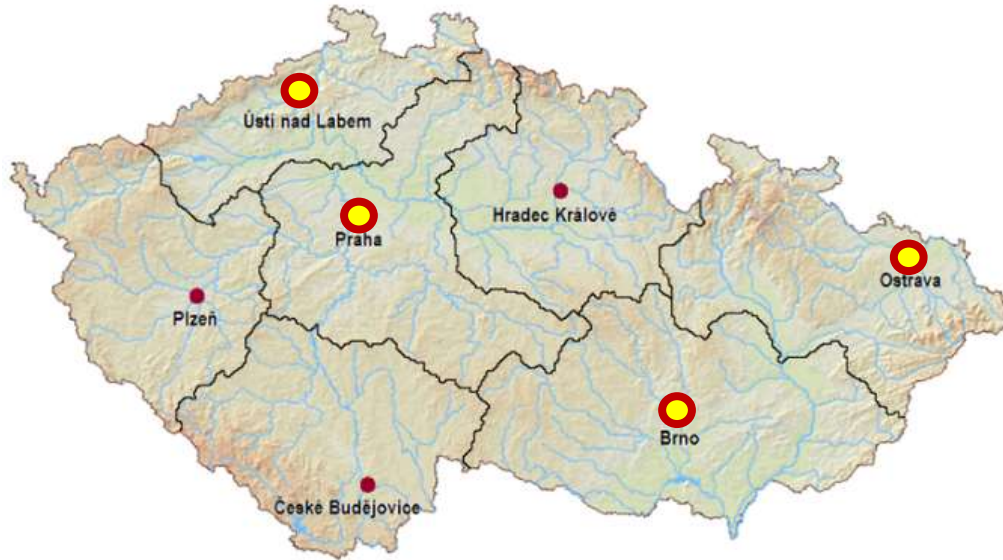 Ústí nad Labem
Hradec Králové
Praha
Ostrava
Plzeň
Brno
České Budějovice